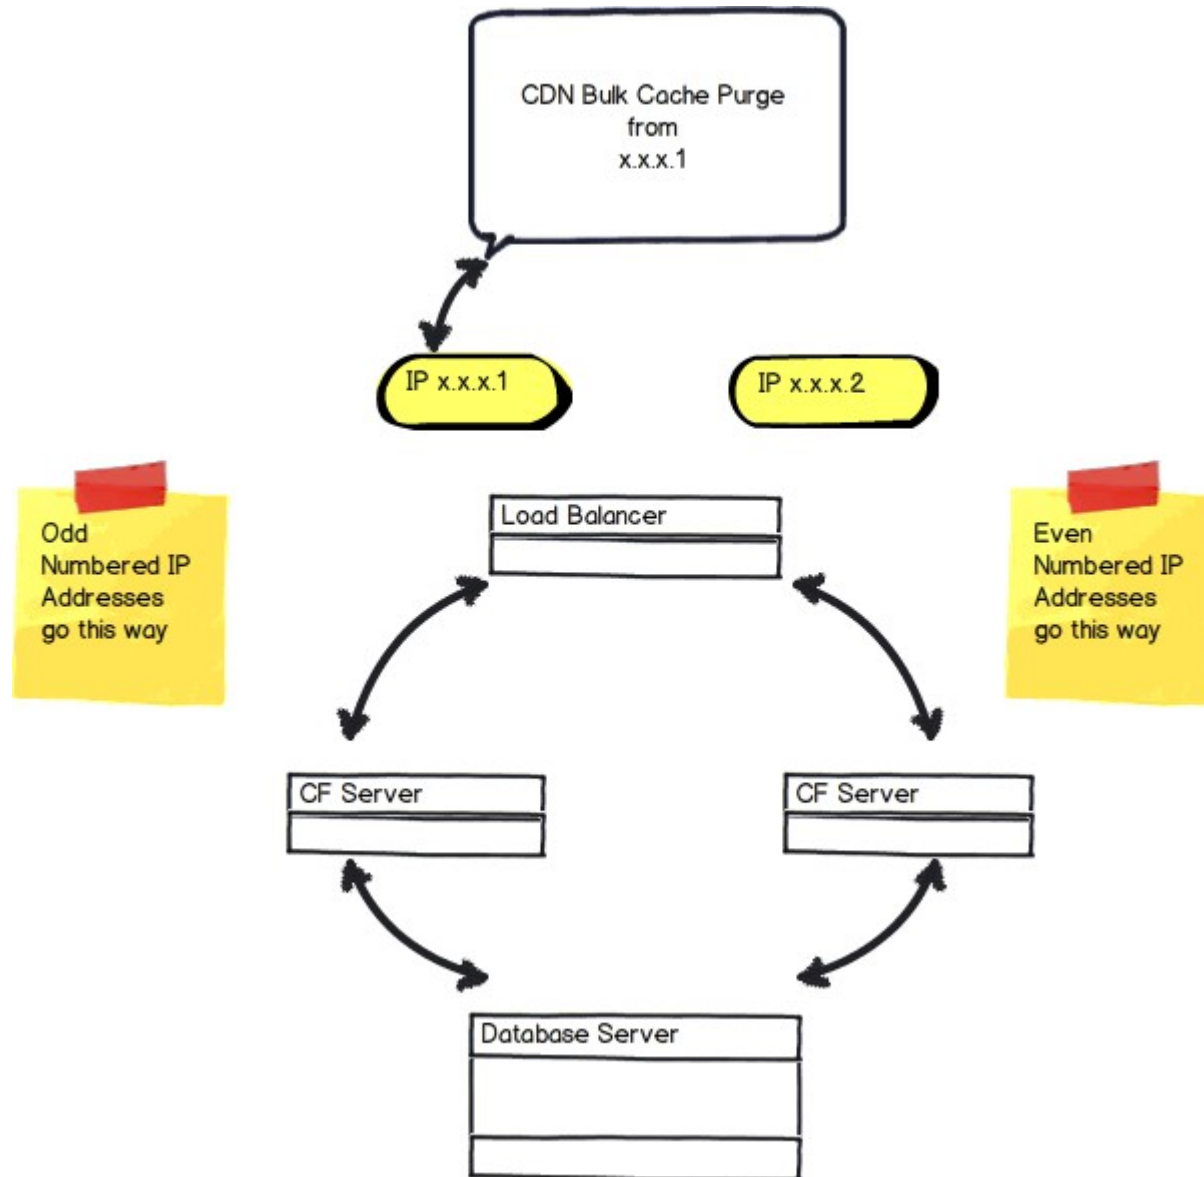 CDN Bulk Cache Purge
from
x.x.x.1
IP x.x.x.1
IP x.x.x.2
Odd
Numbered IP
Addresses
go this way
Load Balancer
Even
Numbered IP
Addresses
go this way
CF Server
CF Server
Database Server